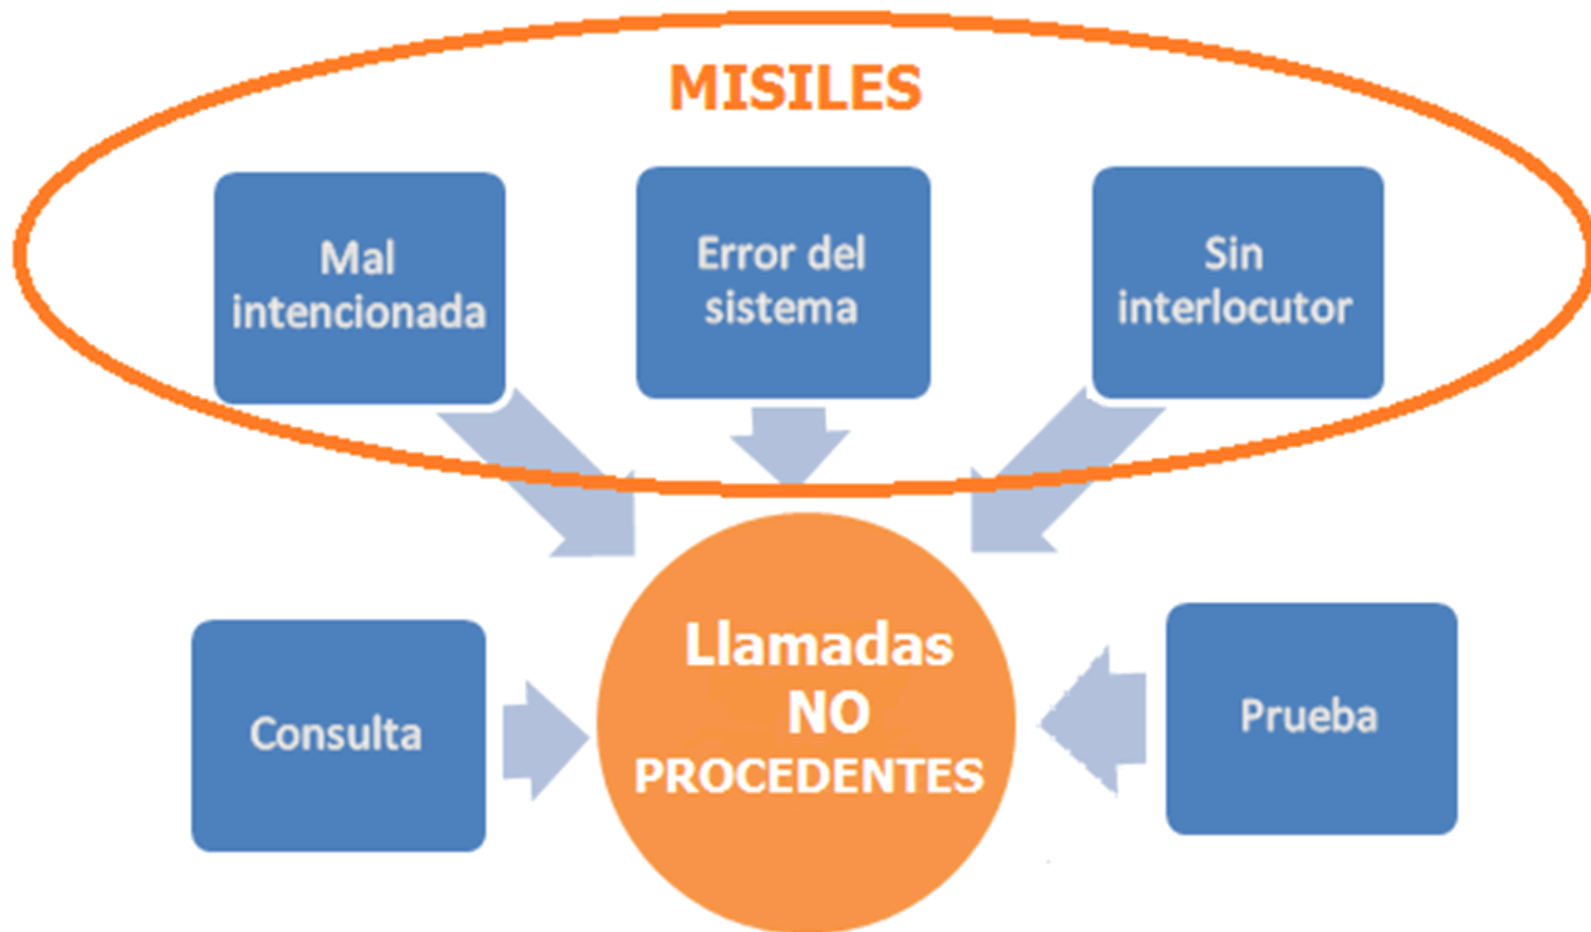 MISILES
Mal
intencionada
Error del
sistema
Sin
interlocutor
Llamadas
NO
PROCEDENTES
Consulta
Prueba